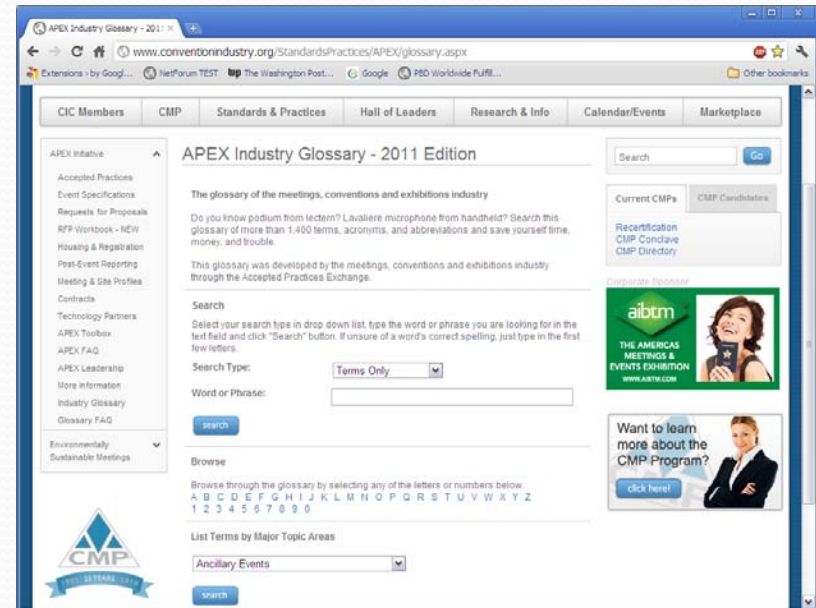 APEX Industry Glossary - 2011
www.conventionindustry.org/StandardsPractices/APEX/glossary.aspx
Extensions - by Googl... NetForum TEST wp The Washington Post... Google PBD Worldwide Fulfill...
Other bookmarks
CIC Members CMP Standards & Practices Hall of Leaders Research & Info Calendar/Events Marketplace
APEX Initiative
Accepted Practices
Event Specifications
Requests for Proposals
RFP Workbook - NEW
Housing & Registration
Post-Event Reporting
Meeting & Site Profiles
Contracts
Technology Partners
APEX Toolbox
APEX FAQ
APEX Leadership
More Information
Industry Glossary
Glossary FAQ
Environmentally
Sustainable Meetings
CMP
25 YEARS
APEX Industry Glossary - 2011 Edition
The glossary of the meetings, conventions and exhibitions industry
Do you know podium from lectern? Lavaliere microphone from handheld? Search this
glossary of more than 1,400 terms, acronyms, and abbreviations and save yourself time,
money, and trouble.
This glossary was developed by the meetings, conventions and exhibitions industry
through the Accepted Practices Exchange.
Search
Select your search type in drop down list, type the word or phrase you are looking for in the
text field and click "Search" button. If unsure of a word's correct spelling, just type in the first
few letters.
Search Type: Terms Only
Word or Phrase:
search
Browse
Browse through the glossary by selecting any of the letters or numbers below.
A B C D E F G H I J K L M N O P Q R S T U V W X Y Z
1 2 3 4 5 6 7 8 9 0
List Terms by Major Topic Areas
Ancillary Events
search
Search Go
Current CMPs CMP Candidates
Recertification
CMP Conclave
CMP Directory
Corporate Sponsor
aibtm
THE AMERICAS
MEETINGS &
EVENTS EXHIBITION
WWW.AIBTM.COM
Want to learn
more about the
CMP Program?
click here!